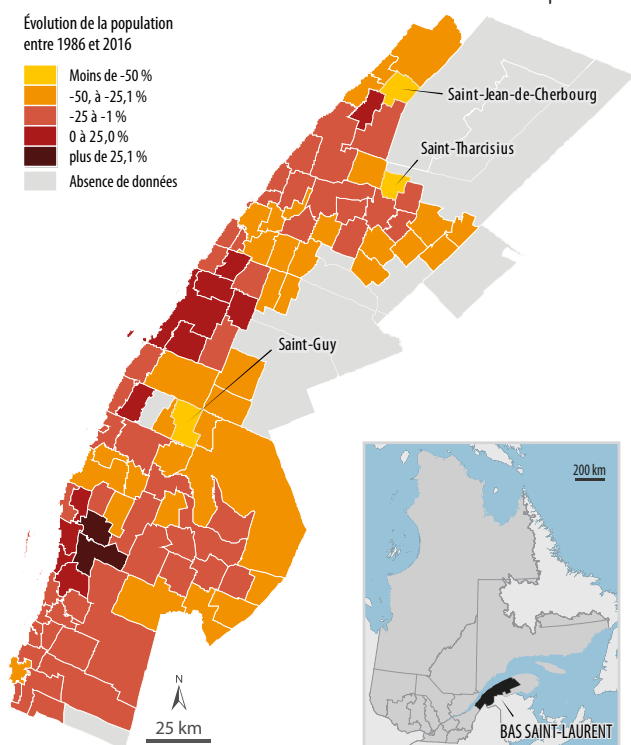 Évolution de la population
entre 1986 et 2016
Moins de -50 %
-50, à -25,1 %
-25 à -1 %
0 à 25,0 %
plus de 25,1 %
Absence de données
Saint-Jean-de-Cherbourg
Saint-Tharcisius
Saint-Guy
N
25 km
200 km
BAS SAINT-LAURENT